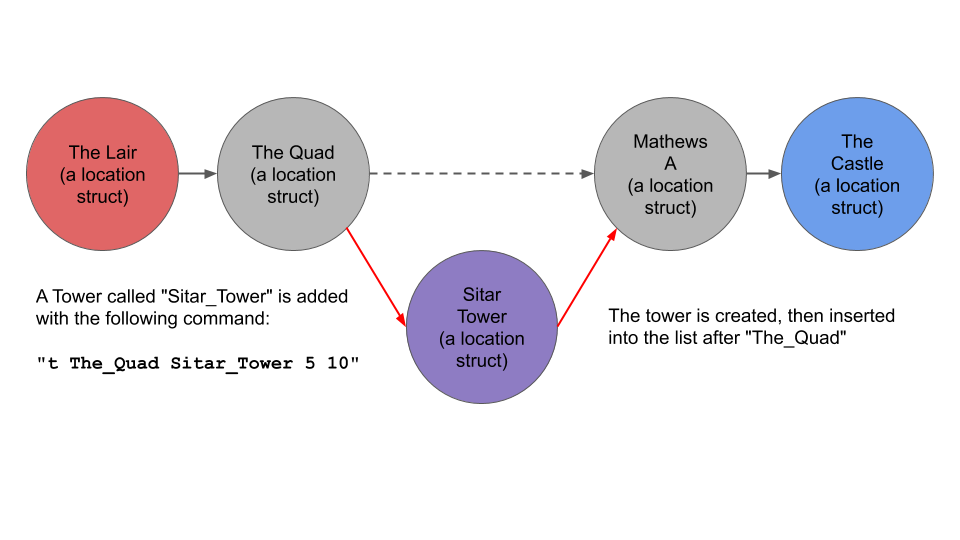 The Lair
(a location
struct)
The Quad
(a location
struct)
Mathews
A
(a location
struct)
The
Castle
(a location
struct)
Sitar
Tower
(a location
struct)
A Tower called "Sitar_Tower" is added
with the following command:
"t The_Quad Sitar_Tower 5 10"
The tower is created, then inserted
into the list after "The_Quad"